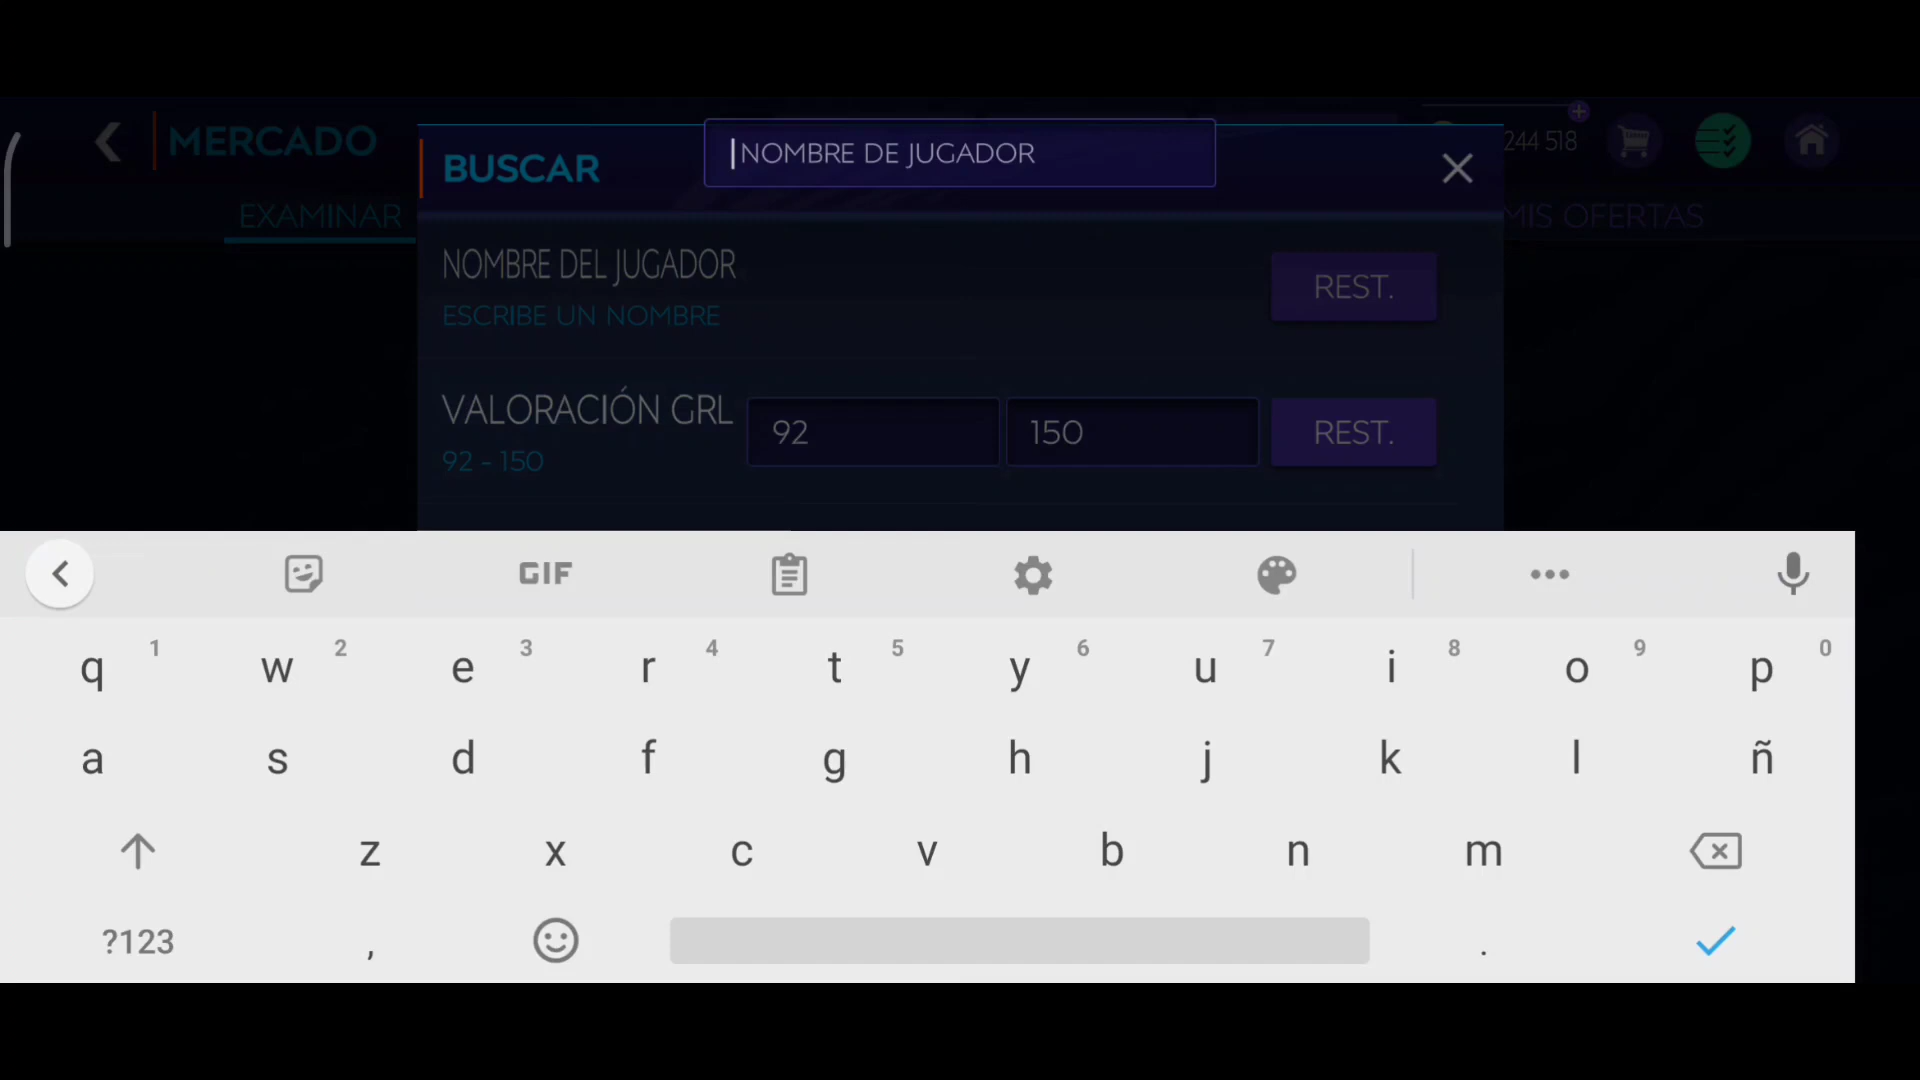 MERCADO
BUSCAR
NOMBRE DE JUGADOR
244 518
EXAMINAR
MIS OFERTAS
NOMBRE DEL JUGADOR
ESCRIBE UN NOMBRE
REST.
VALORACIÓN GRL
92 - 150
92
150
REST.
GIF
q 1 w 2 e 3 r 4 t 5 y 6 u 7 i 8 o 9 p 0
a s d f g h j k l ñ
z x c v b n m
?123 , .